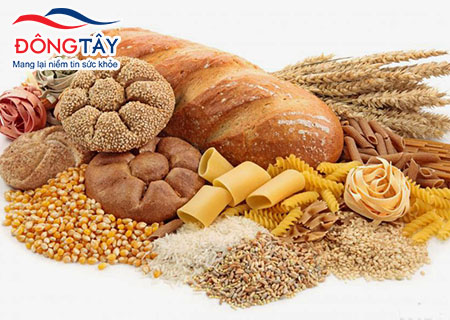 ĐÔNGTÂY
Mang lại niềm tin sức khỏe